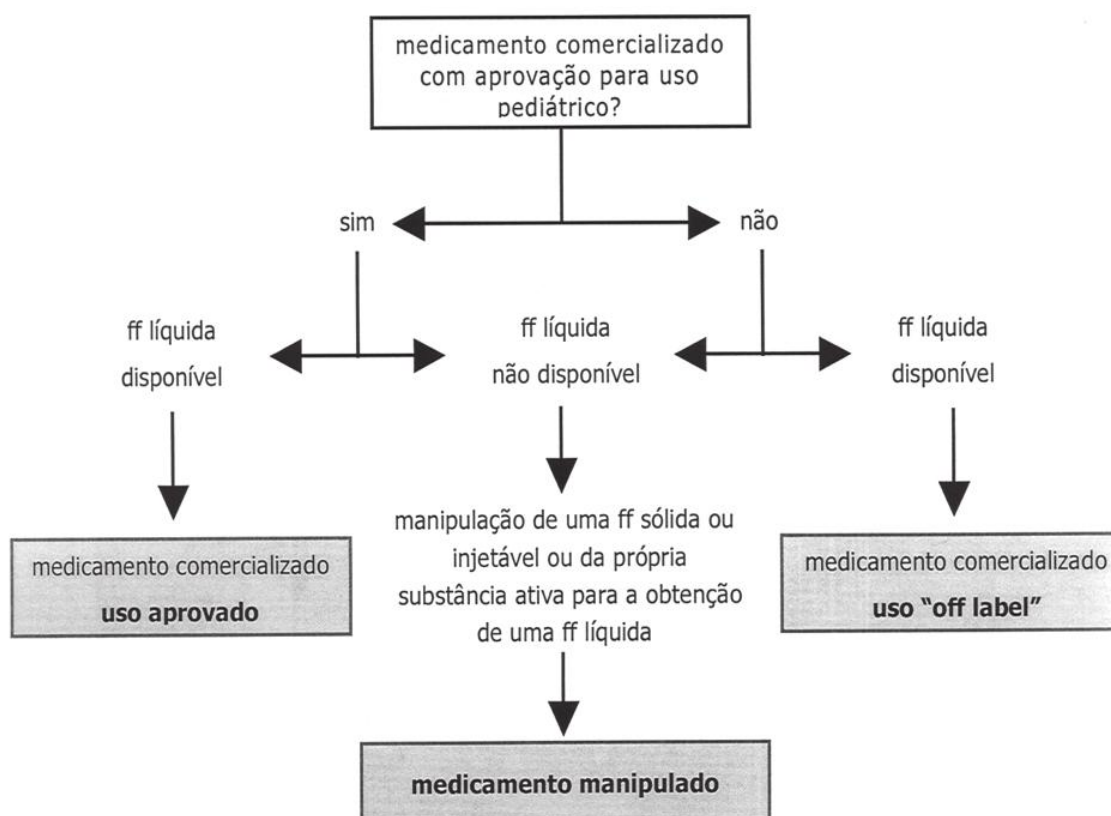 medicamento comercializado
com aprovação para uso
pediátrico?
sim
não
ff líquida
disponível
ff líquida
não disponível
ff líquida
disponível
medicamento comercializado
uso aprovado
manipulação de uma ff sólida ou
injetável ou da própria
substância ativa para a obtenção
de uma ff líquida
medicamento comercializado
uso “off label”
medicamento manipulado